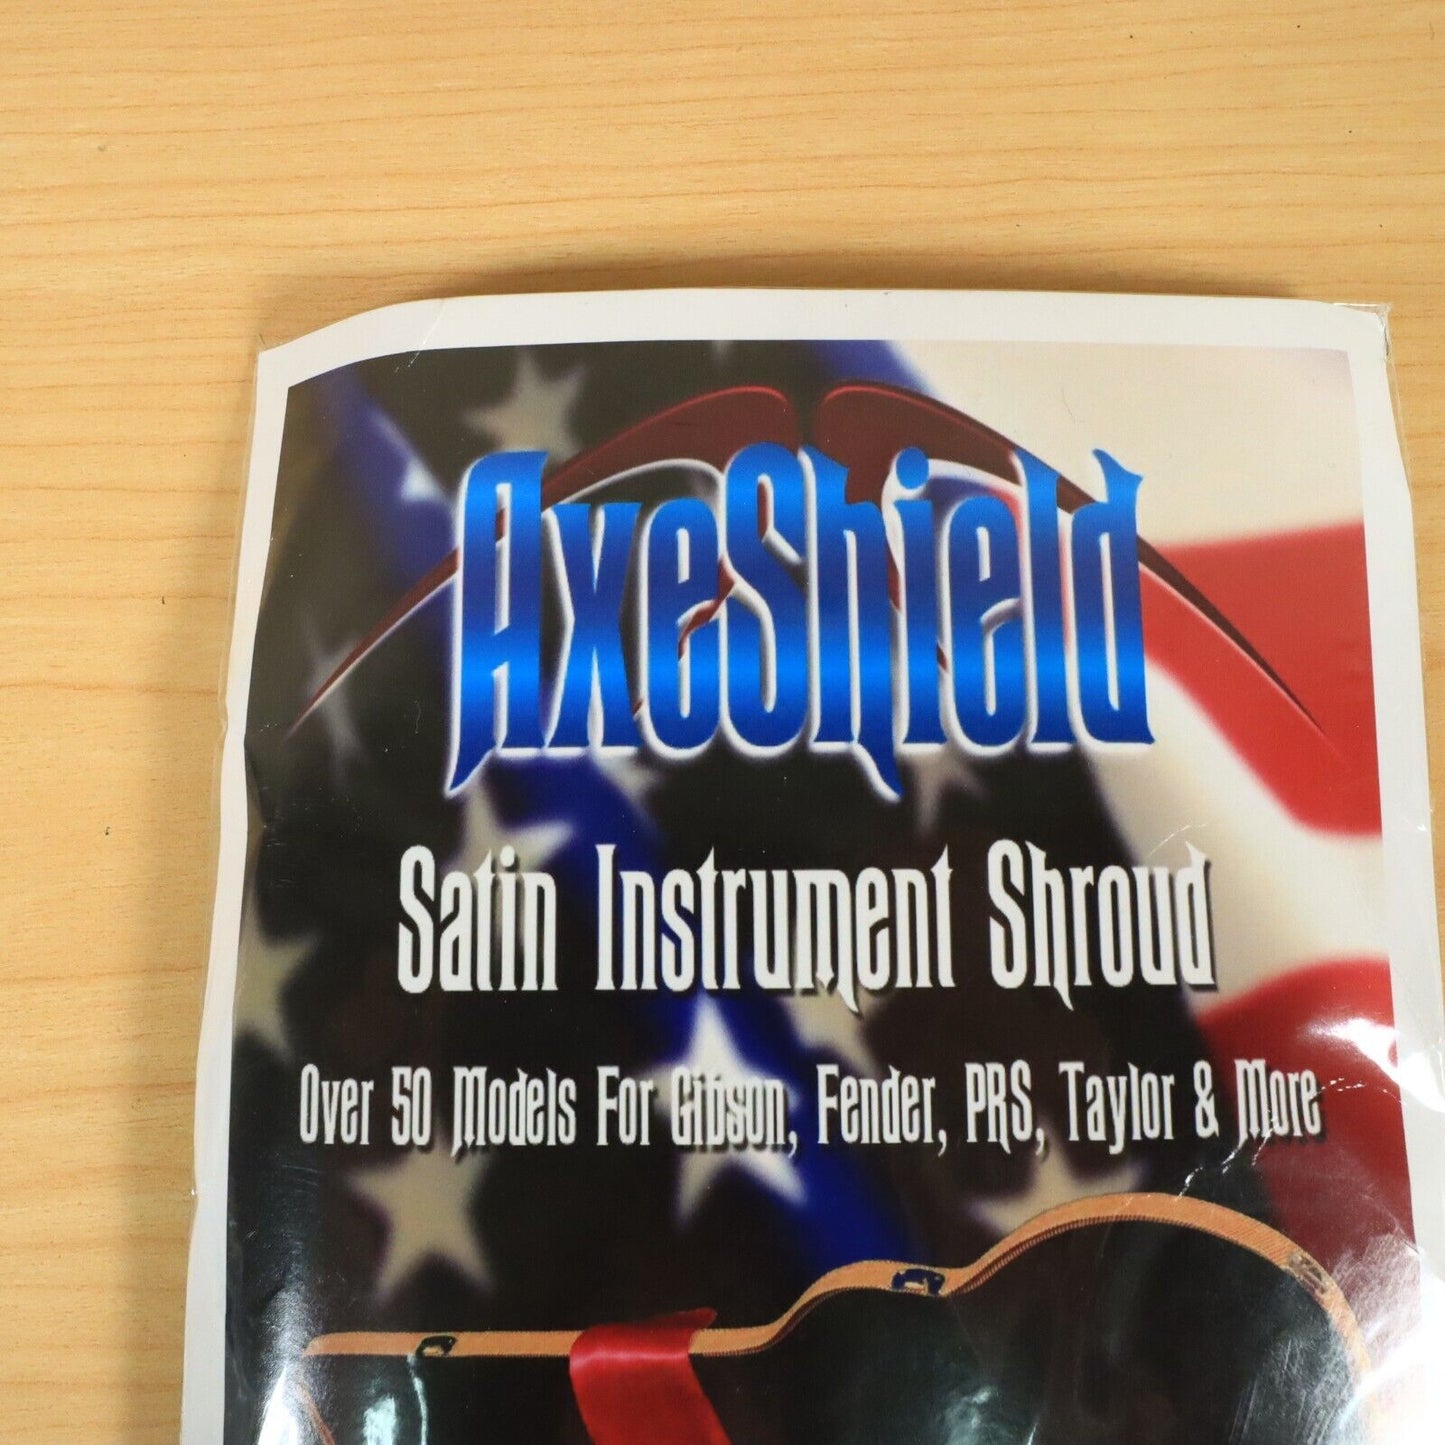 AxeShield
Satin Instrument Shroud
Over 50 Models For Gibson, Fender, PRS, Taylor & More